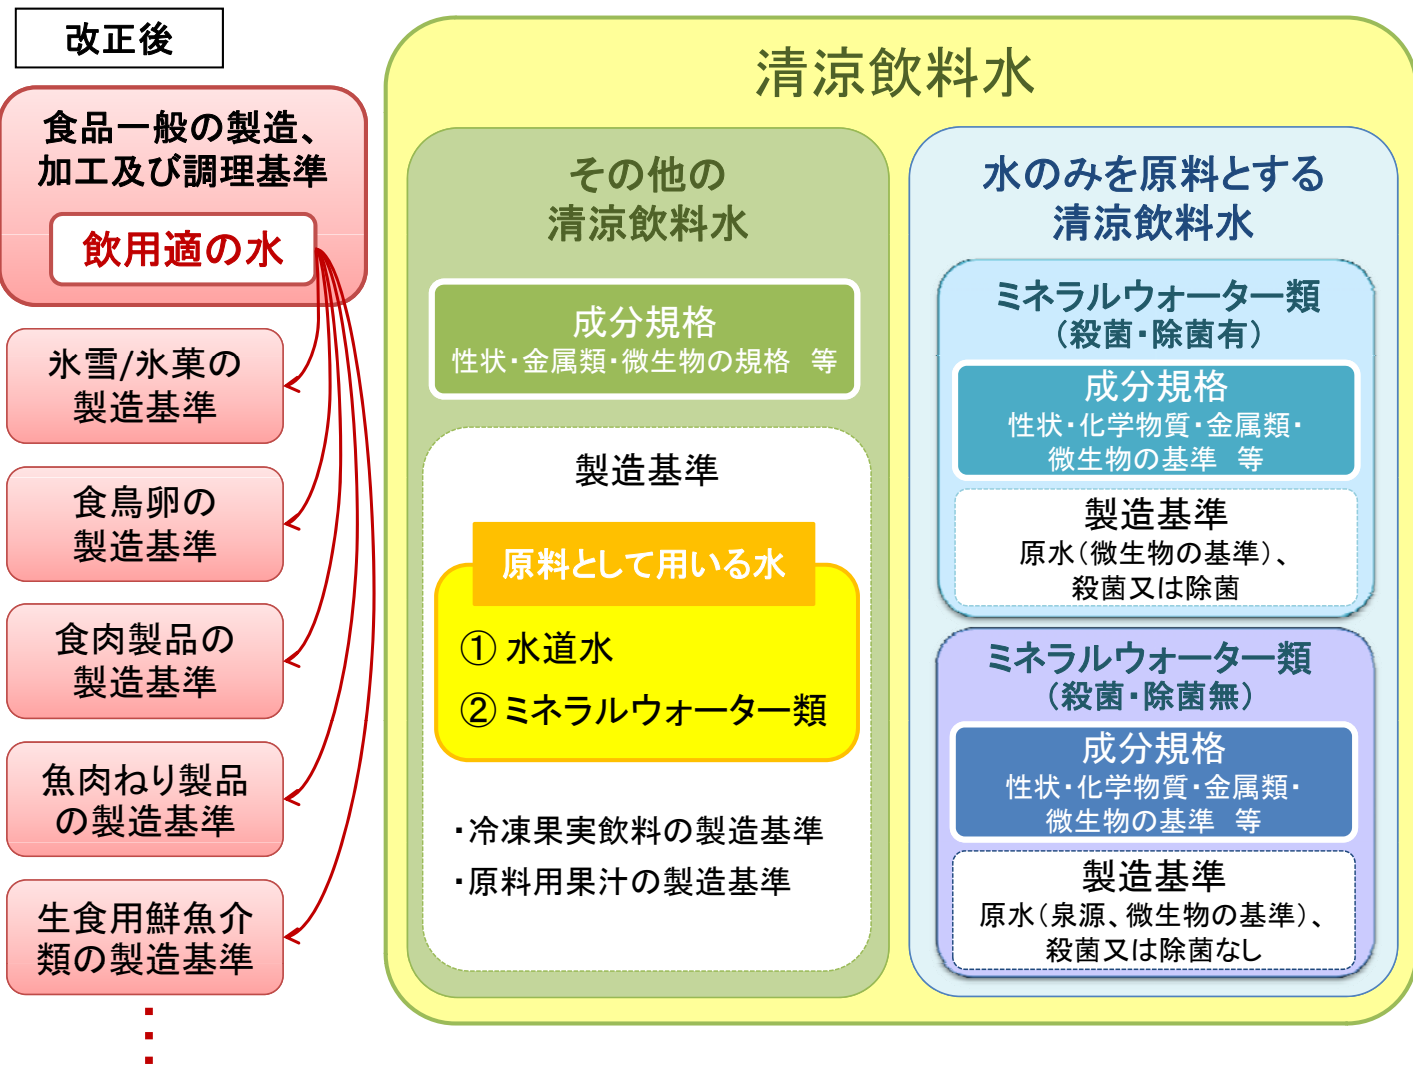 改正後
食品一般の製造、
加工及び調理基準
飲用適の水
氷雪/氷菓の
製造基準
食鳥卵の
製造基準
食肉製品の
製造基準
魚肉ねり製品
の製造基準
生食用鮮魚介
類の製造基準
清涼飲料水
その他の
清涼飲料水
成分規格
性状・金属類・微生物の規格　等
製造基準
原料として用いる水
① 水道水
② ミネラルウォーター類
・冷凍果実飲料の製造基準
・原料用果汁の製造基準
水のみを原料とする
清涼飲料水
ミネラルウォーター類
（殺菌・除菌有）
成分規格
性状・化学物質・金属類・
微生物の基準　等
製造基準
原水（微生物の基準）、
殺菌又は除菌
ミネラルウォーター類
（殺菌・除菌無）
成分規格
性状・化学物質・金属類・
微生物の基準　等
製造基準
原水（泉源、微生物の基準）、
殺菌又は除菌なし